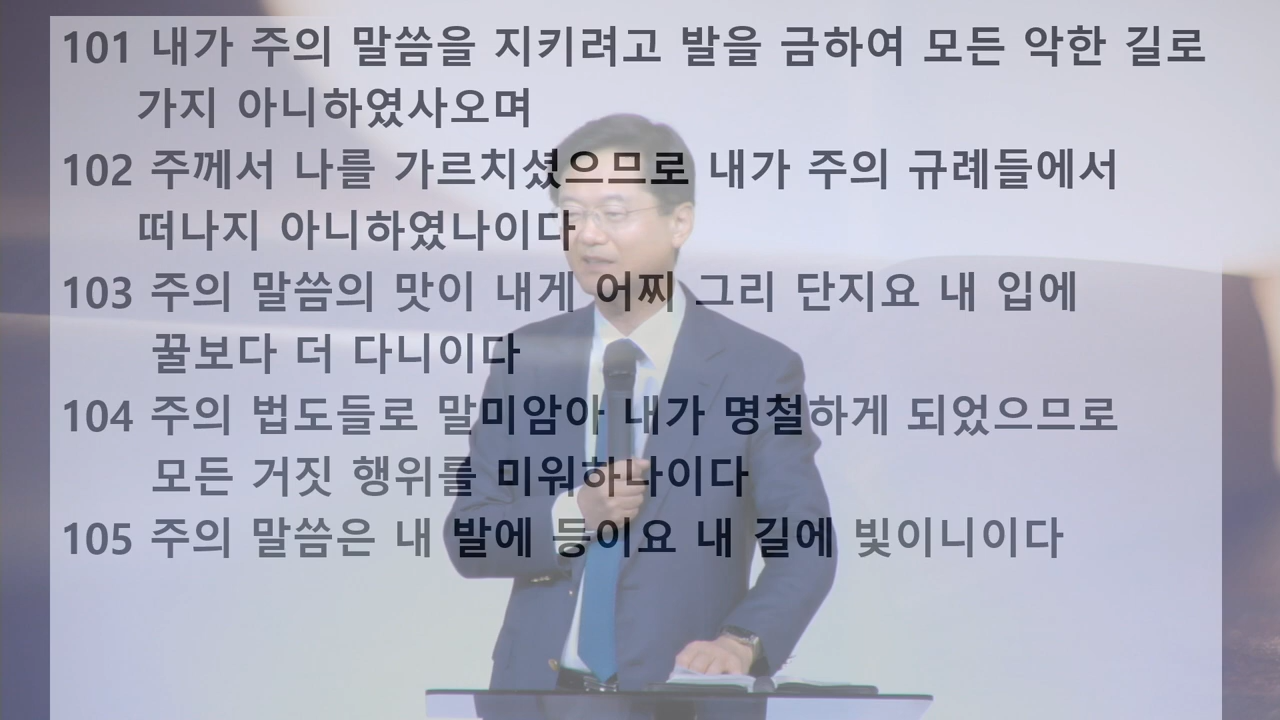 101 내가 주의 말씀을 지키려고 발을 금하여 모든 악한 길로
가지 아니하였사오며
102 주께서 나를 가르치셨으므로 내가 주의 규례들에서
떠나지 아니하였나이다
103 주의 말씀의 맛이 내게 어찌 그리 단지요 내 입에
꿀보다 더 다니이다
104 주의 법도들로 말미암아 내가 명철하게 되었으므로
모든 거짓 행위를 미워하나이다
105 주의 말씀은 내 발에 등이요 내 길에 빛이니이다